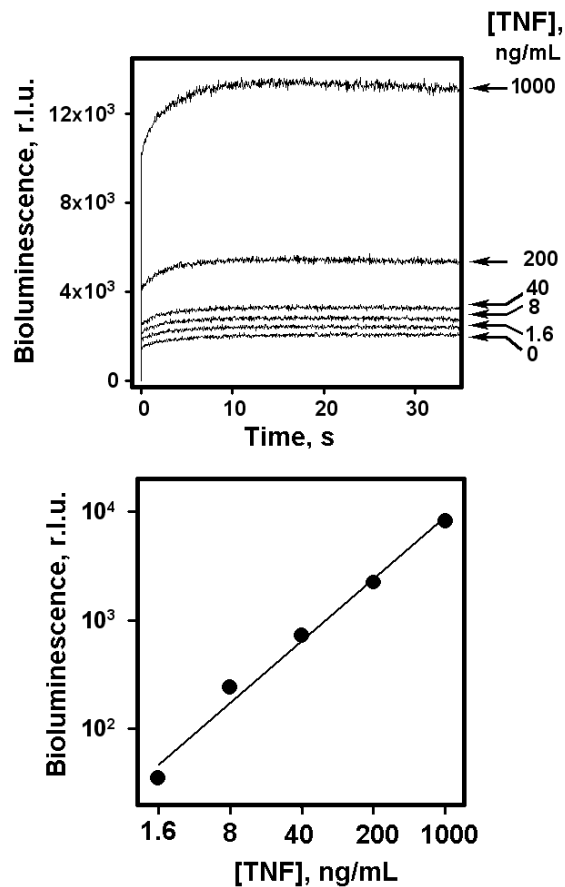 [TNF],
ng/mL
Bioluminescence, r.l.u.
12x10³
8x10³
4x10³
0
1000
200
40
8
1.6
0
0 10 20 30
Time, s
Bioluminescence, r.l.u.
10⁴
10³
10²
1.6 8 40 200 1000
[TNF], ng/mL